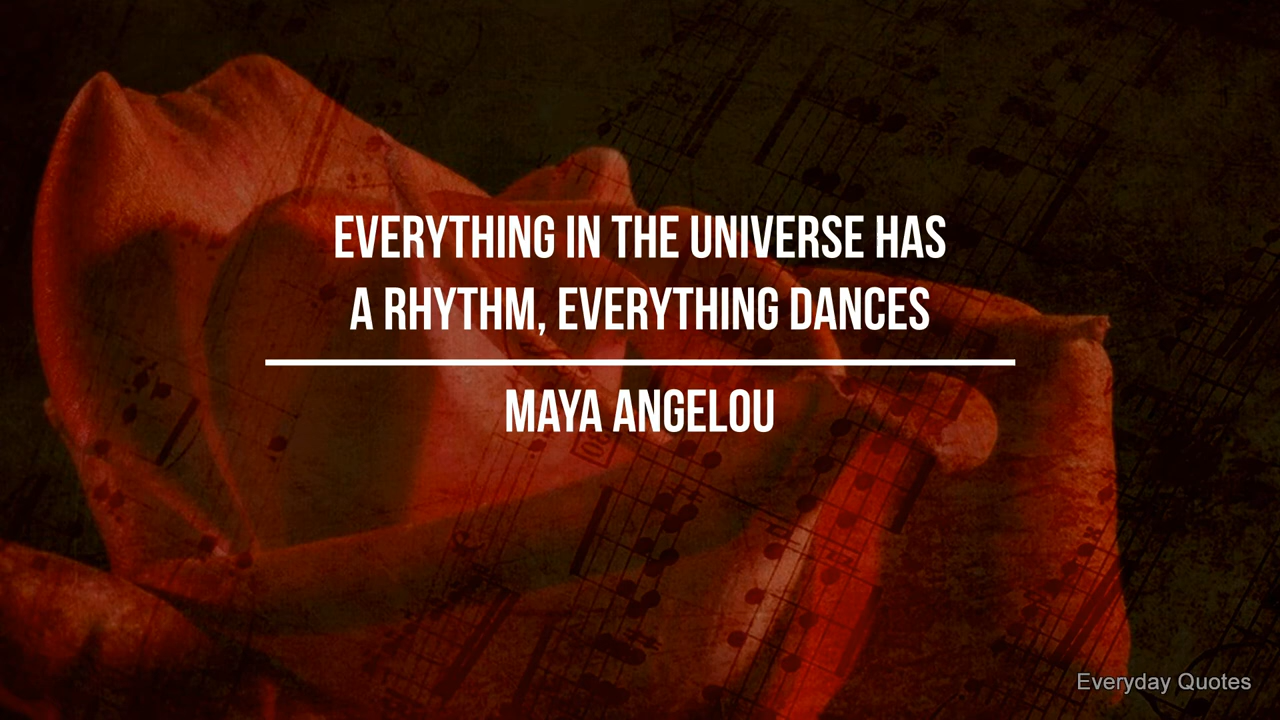 EVERYTHING IN THE UNIVERSE HAS
A RHYTHM, EVERYTHING DANCES
MAYA ANGELOU
Everyday Quotes